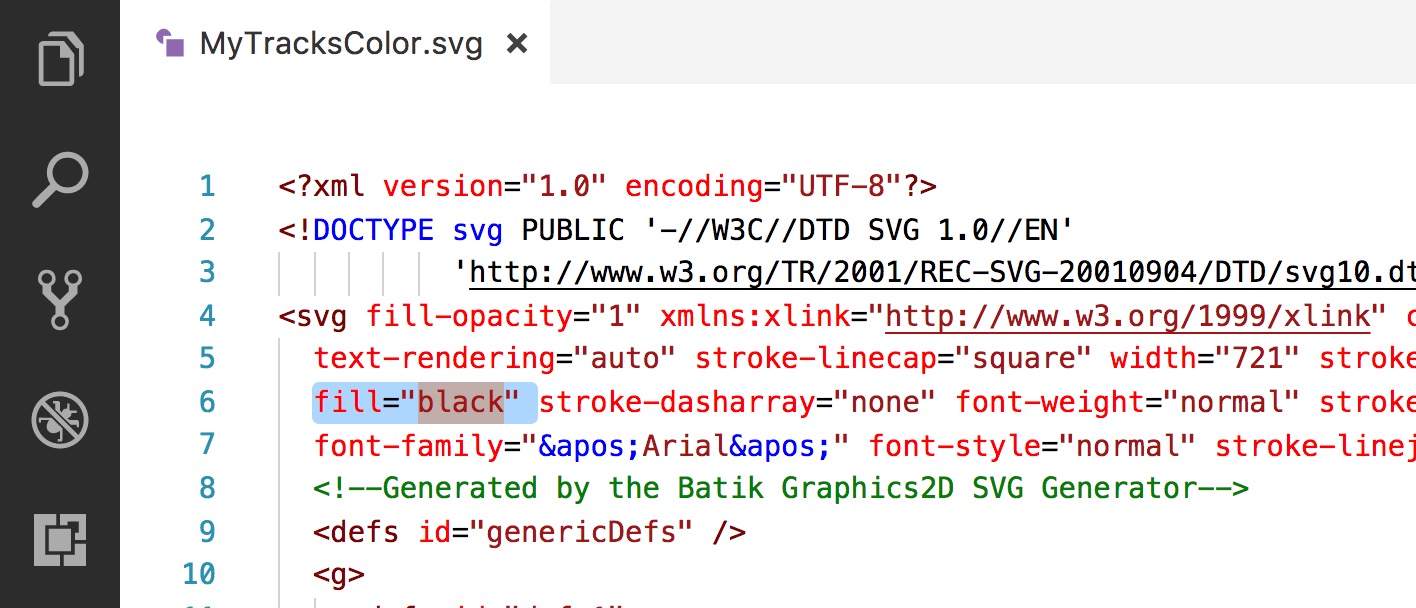 MyTracksColor.svg
1 <?xml version="1.0" encoding="UTF-8"?>
2 <!DOCTYPE svg PUBLIC '-//W3C//DTD SVG 1.0//EN'
3 'http://www.w3.org/TR/2001/REC-SVG-20010904/DTD/svg10.dt
4 <svg fill-opacity="1" xmlns:xlink="http://www.w3.org/1999/xlink"
5 text-rendering="auto" stroke-linecap="square" width="721" stroke
6 fill="black" stroke-dasharray="none" font-weight="normal" stroke
7 font-family="&apos;Arial&apos;" font-style="normal" stroke-linej
8 <!--Generated by the Batik Graphics2D SVG Generator-->
9 <defs id="genericDefs" />
10 <g>